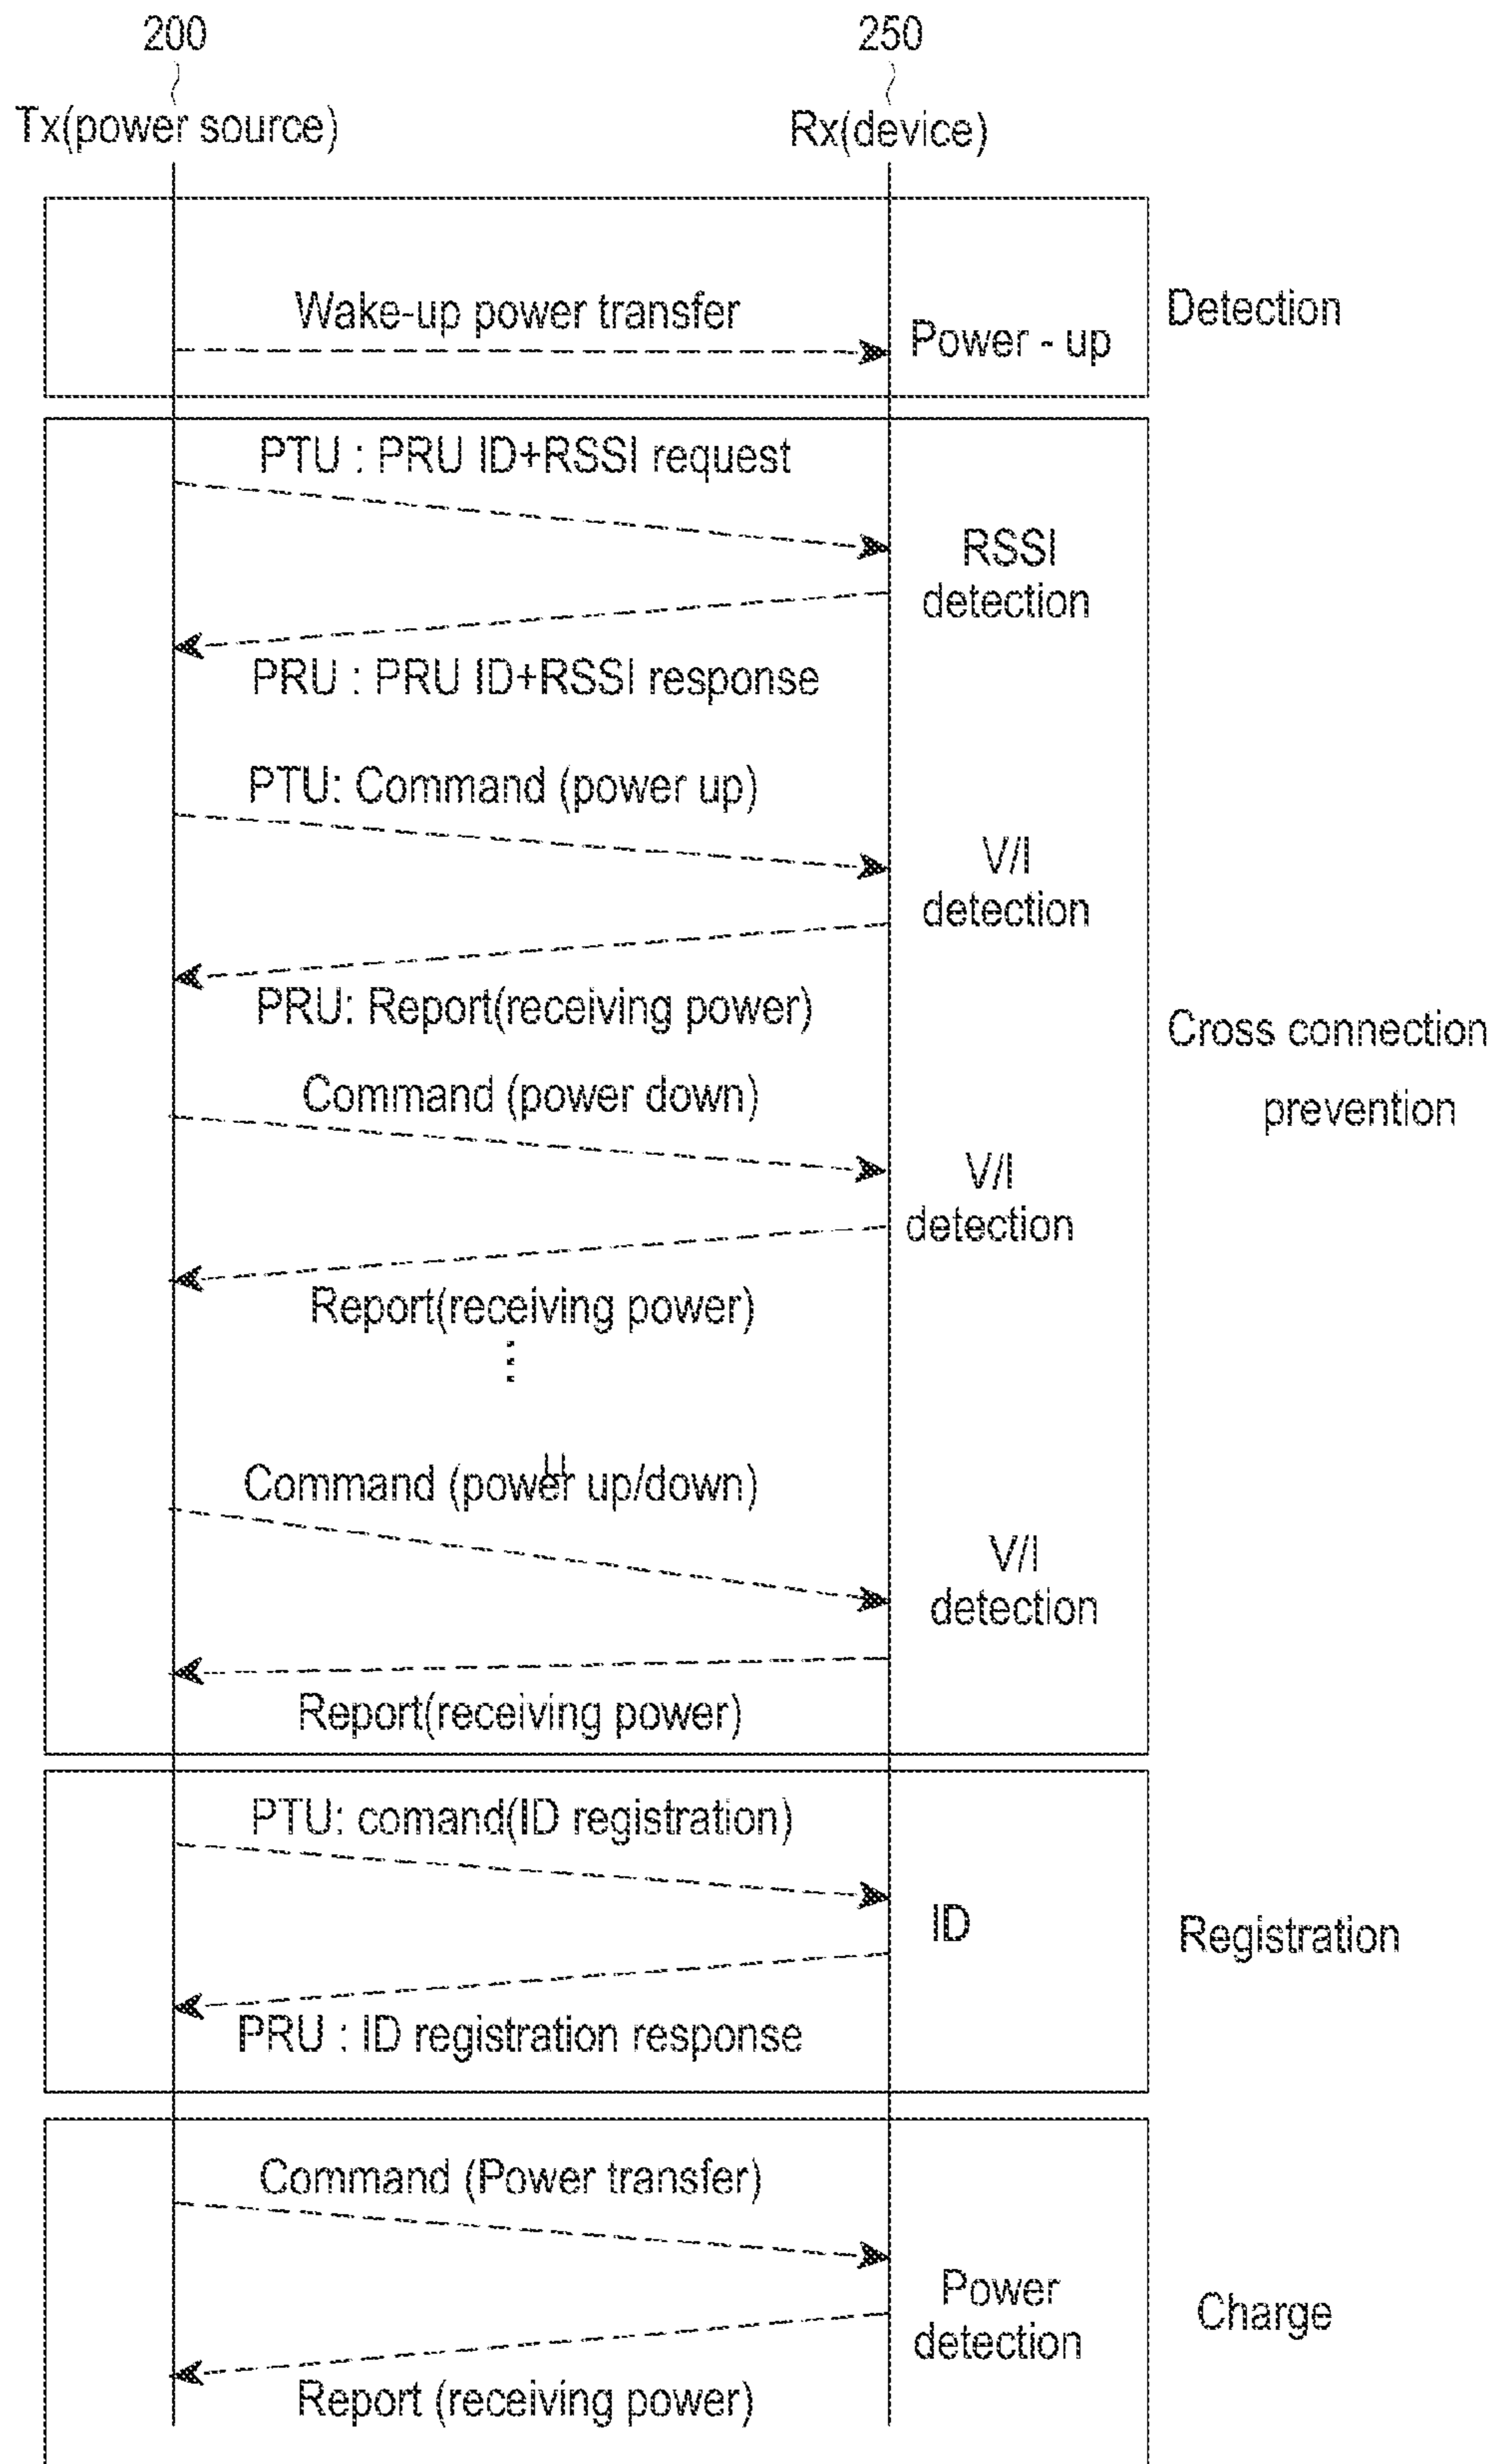 200
250
Tx(power source)
Rx(device)
Wake-up power transfer
Power - up
Detection
PTU : PRU ID+RSSI request
RSSI
detection
PRU : PRU ID+RSSI response
PTU: Command (power up)
V/I
detection
PRU: Report(receiving power)
Cross connection
prevention
Command (power down)
V/I
detection
Report(receiving power)
⋮
Command (power up/down)
V/I
detection
Report(receiving power)
PTU: comand(ID registration)
ID
Registration
PRU : ID registration response
Command (Power transfer)
Power
detection
Charge
Report (receiving power)